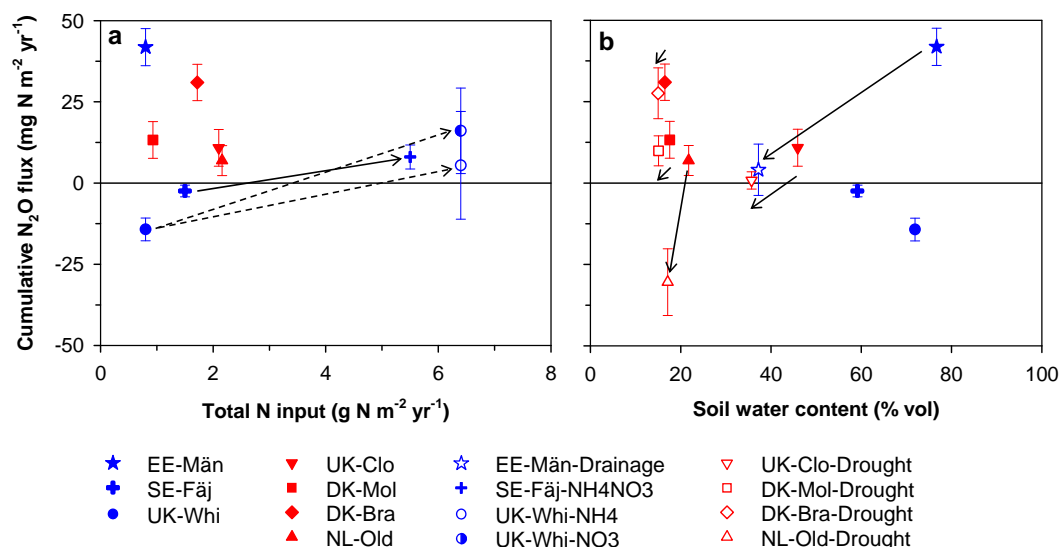 a
b
Cumulative N₂O flux (mg N m⁻² yr⁻¹)
50
25
0
-25
-50
0 2 4 6 8
0 20 40 60 80 100
Total N input (g N m⁻² yr⁻¹)
Soil water content (% vol)
EE-Män UK-Clo EE-Män-Drainage UK-Clo-Drought
SE-Fäj DK-Mol SE-Fäj-NH4NO3 DK-Mol-Drought
UK-Whi DK-Bra UK-Whi-NH4 DK-Bra-Drought
NL-Old UK-Whi-NO3 NL-Old-Drought